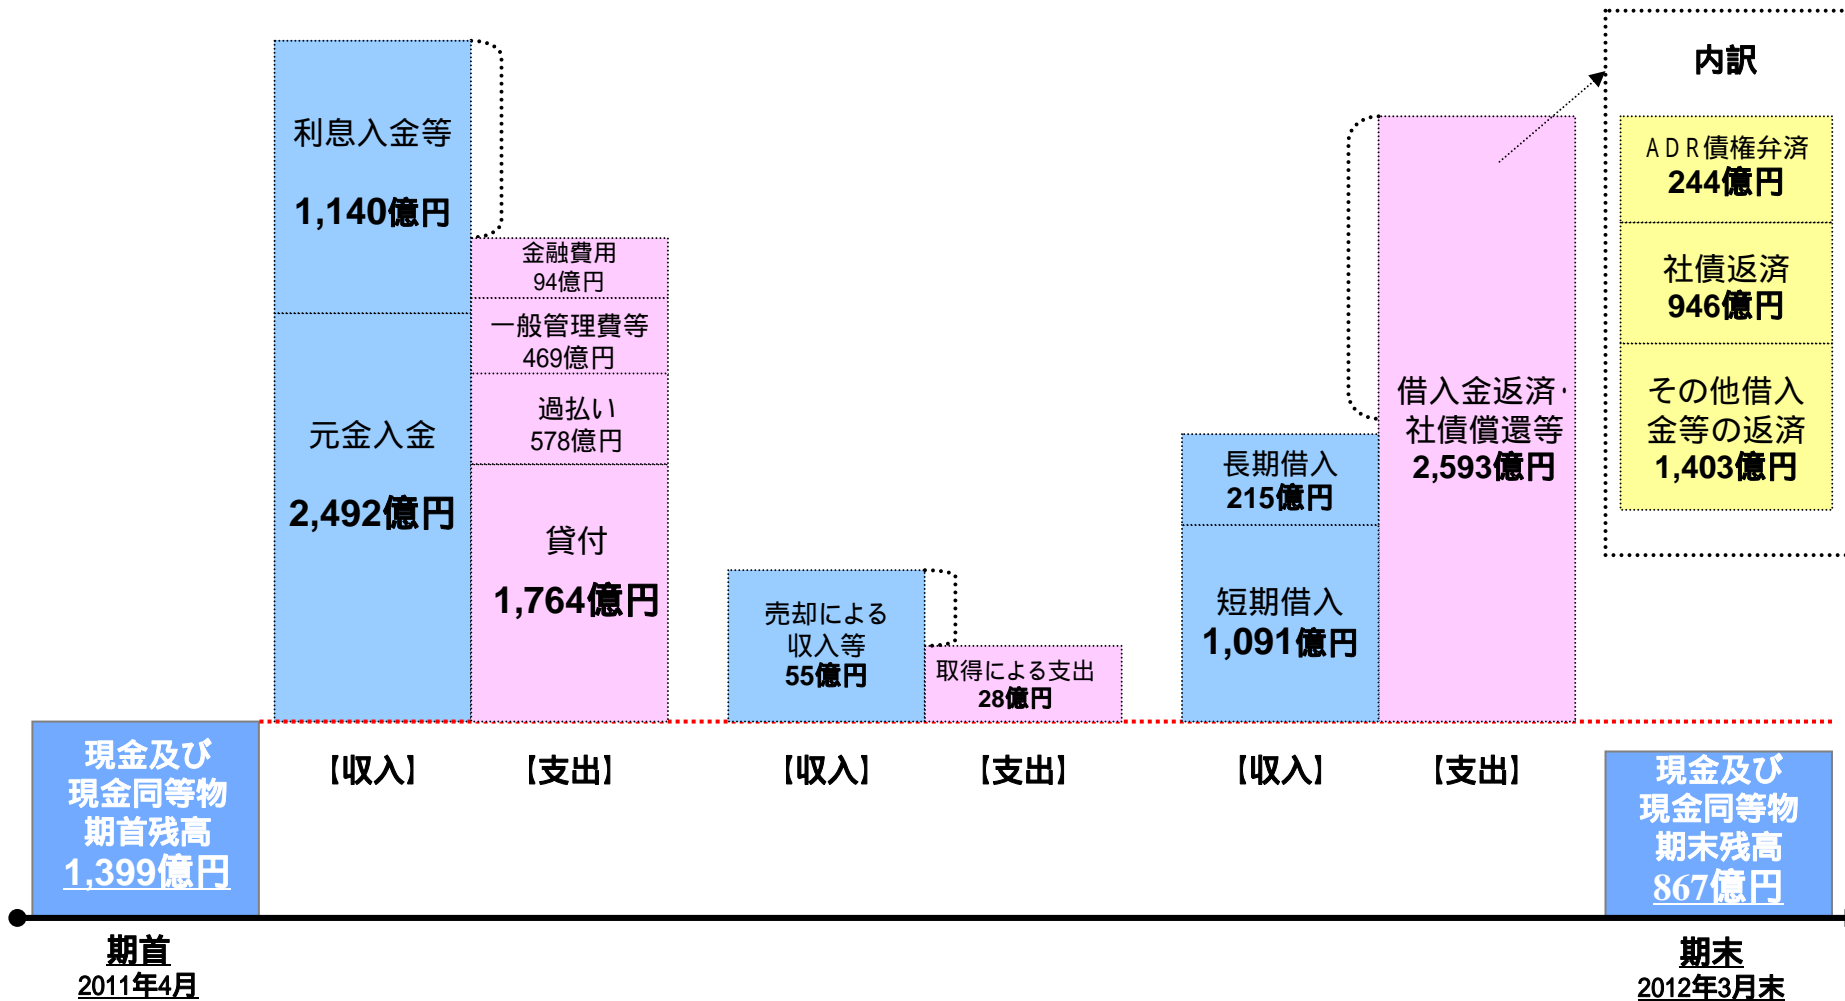 利息入金等
1,140億円
元金入金
2,492億円
金融費用
94億円
一般管理費等
469億円
過払い
578億円
貸付
1,764億円
売却による
収入等
55億円
取得による支出
28億円
長期借入
215億円
短期借入
1,091億円
借入金返済・
社債償還等
2,593億円
内訳
ADR債権弁済
244億円
社債返済
946億円
その他借入
金等の返済
1,403億円
【収入】
【支出】
【収入】
【支出】
【収入】
【支出】
現金及び
現金同等物
期首残高
1,399億円
現金及び
現金同等物
期末残高
867億円
期首
2011年4月
期末
2012年3月末